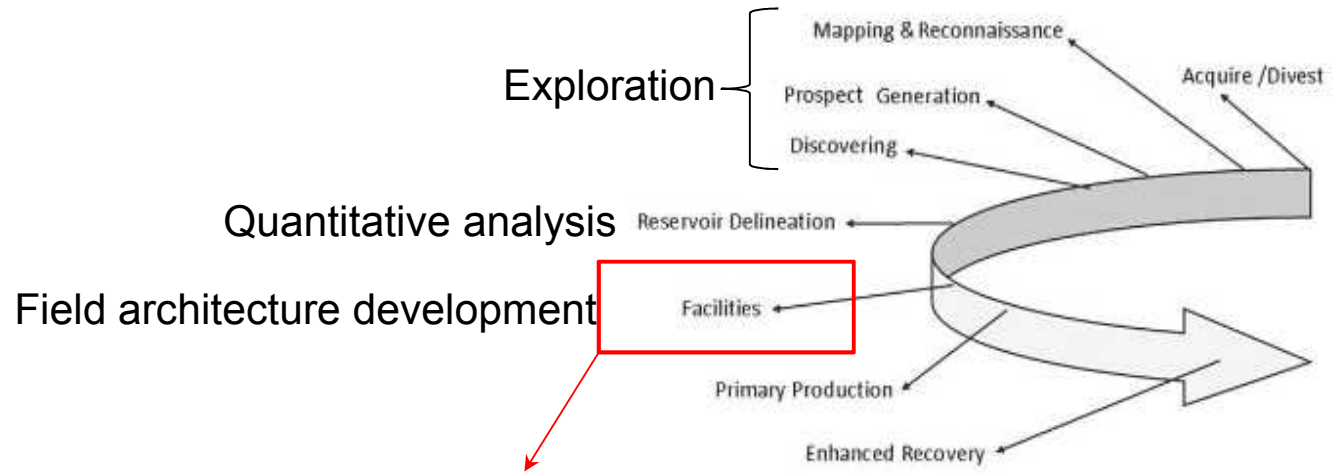 Mapping & Reconnaissance
Acquire /Divest
Exploration
Prospect Generation
Discovering
Quantitative analysis
Reservoir Delineation
Field architecture development
Facilities
Primary Production
Enhanced Recovery